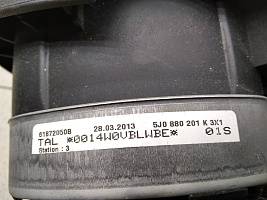 61872050B 28.03.2013 5J0 880 201 K 3X1
TAL *0014W0VBLWBE* 01S
Station : 3